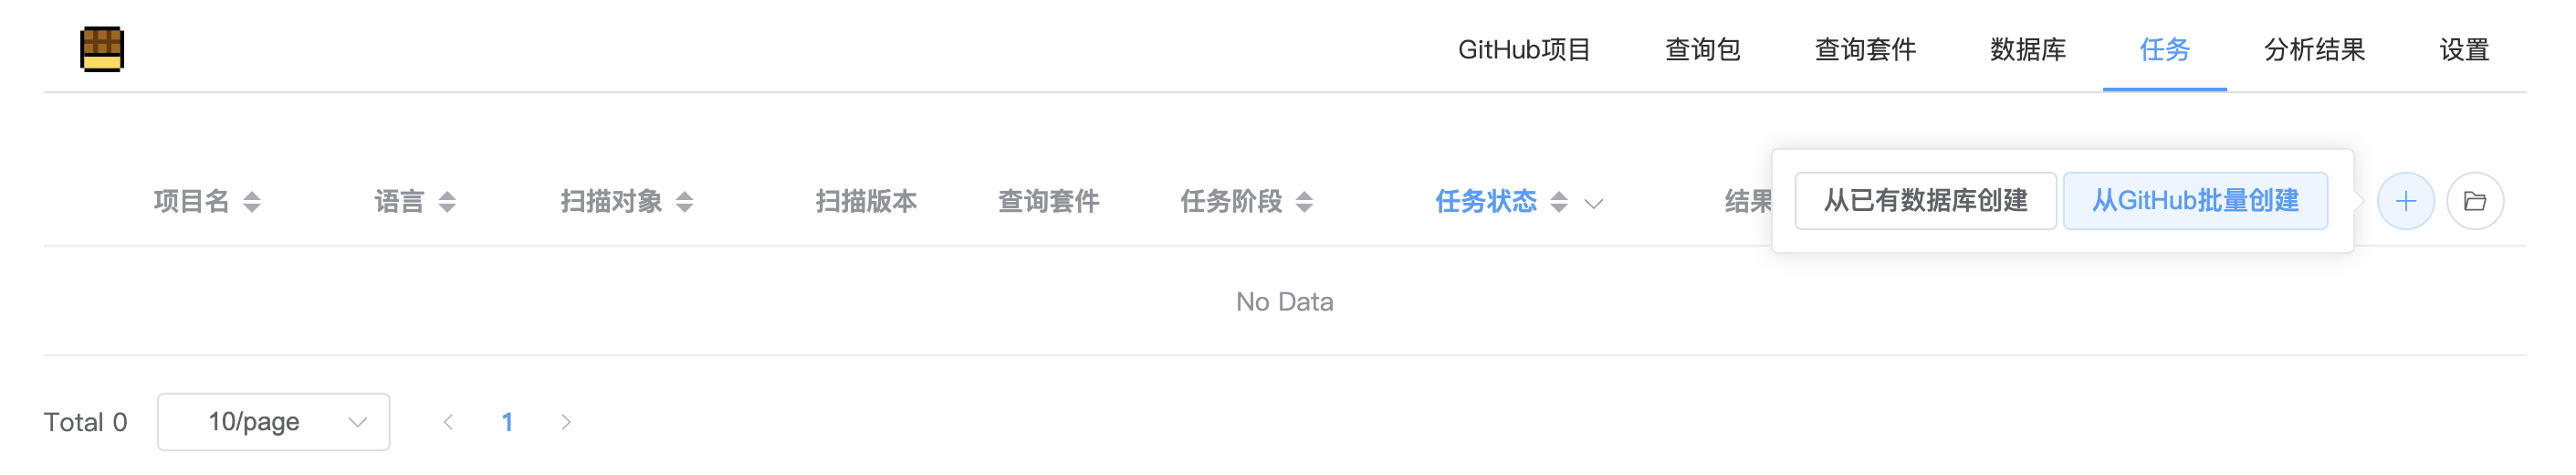 GitHub项目 查询包 查询套件 数据库 任务 分析结果 设置
项目名 语言 扫描对象 扫描版本 查询套件 任务阶段 任务状态 结果 从已有数据库创建 从GitHub批量创建
No Data
Total 0 10/page 1